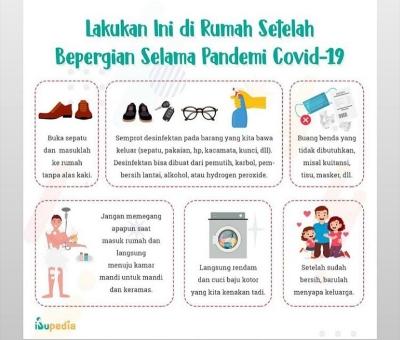 Lakukan Ini di Rumah Setelah
Bepergian Selama Pandemi Covid-19
Buka sepatu
dan masuklah
ke rumah
tanpa alas kaki.
Semprot desinfektan pada barang yang kita bawa
keluar (sepatu, pakaian, hp, kacamata, kunci, dll).
Desinfektan bisa dibuat dari pemutih, karbol, pem-
bersih lantai, alkohol, atau hydrogen peroxide.
Buang benda yang
tidak dibutuhkan,
misal kuitansi,
tisu, masker, dll.
Jangan memegang
apapun saat
masuk rumah dan
langsung
menuju kamar
mandi untuk mandi
dan keramas.
Langsung rendam
dan cuci baju kotor
yang kita kenakan tadi.
Setelah sudah
bersih, barulah
menyapa keluarga.
ibupedia